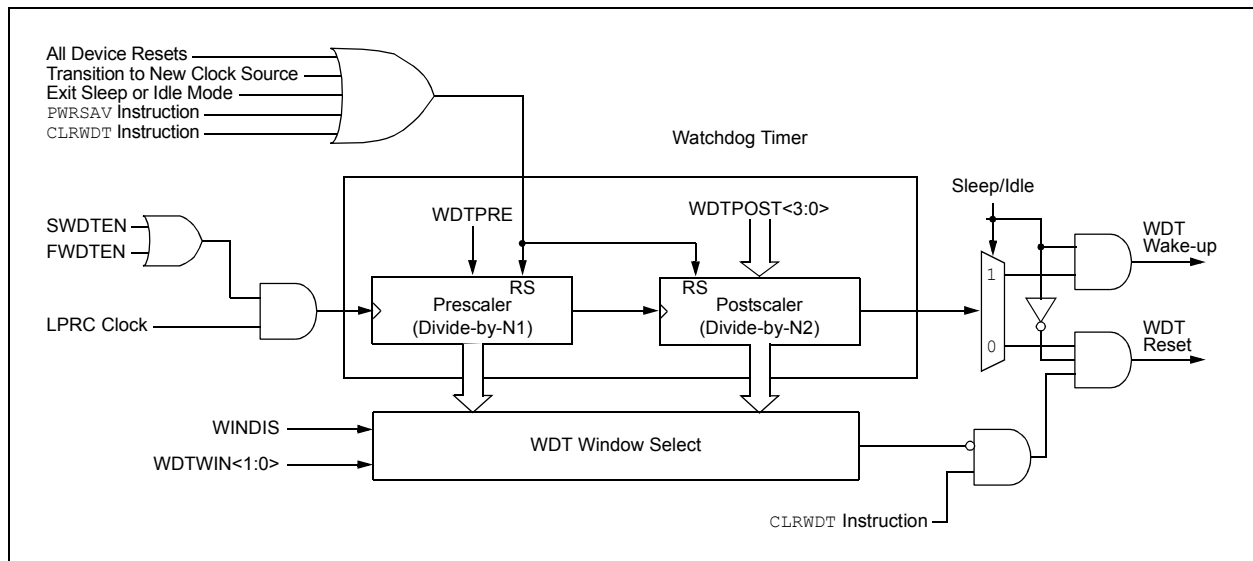 All Device Resets
Transition to New Clock Source
Exit Sleep or Idle Mode
PWRSAV Instruction
CLRWDT Instruction
Watchdog Timer
Sleep/Idle
SWDTEN
FWDTEN
WDTPRE
WDTPOST<3:0>
WDT
Wake-up
RS
RS
1
Prescaler
(Divide-by-N1)
Postscaler
(Divide-by-N2)
LPRC Clock
0
WDT
Reset
WINDIS
WDT Window Select
WDTWIN<1:0>
CLRWDT Instruction